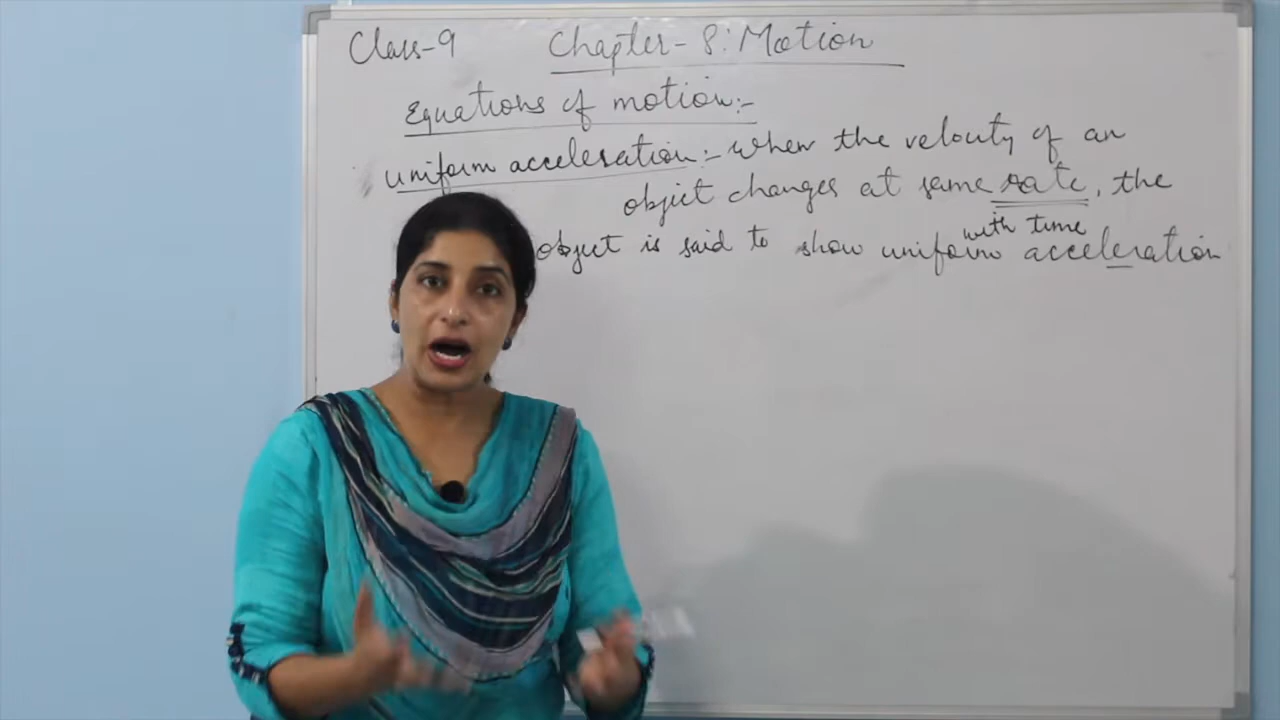 Class-9 Chapter-8: Motion
Equations of motion:-
uniform acceleration:- when the velocity of an
object changes at same rate, the
with time
object is said to show uniform acceleration